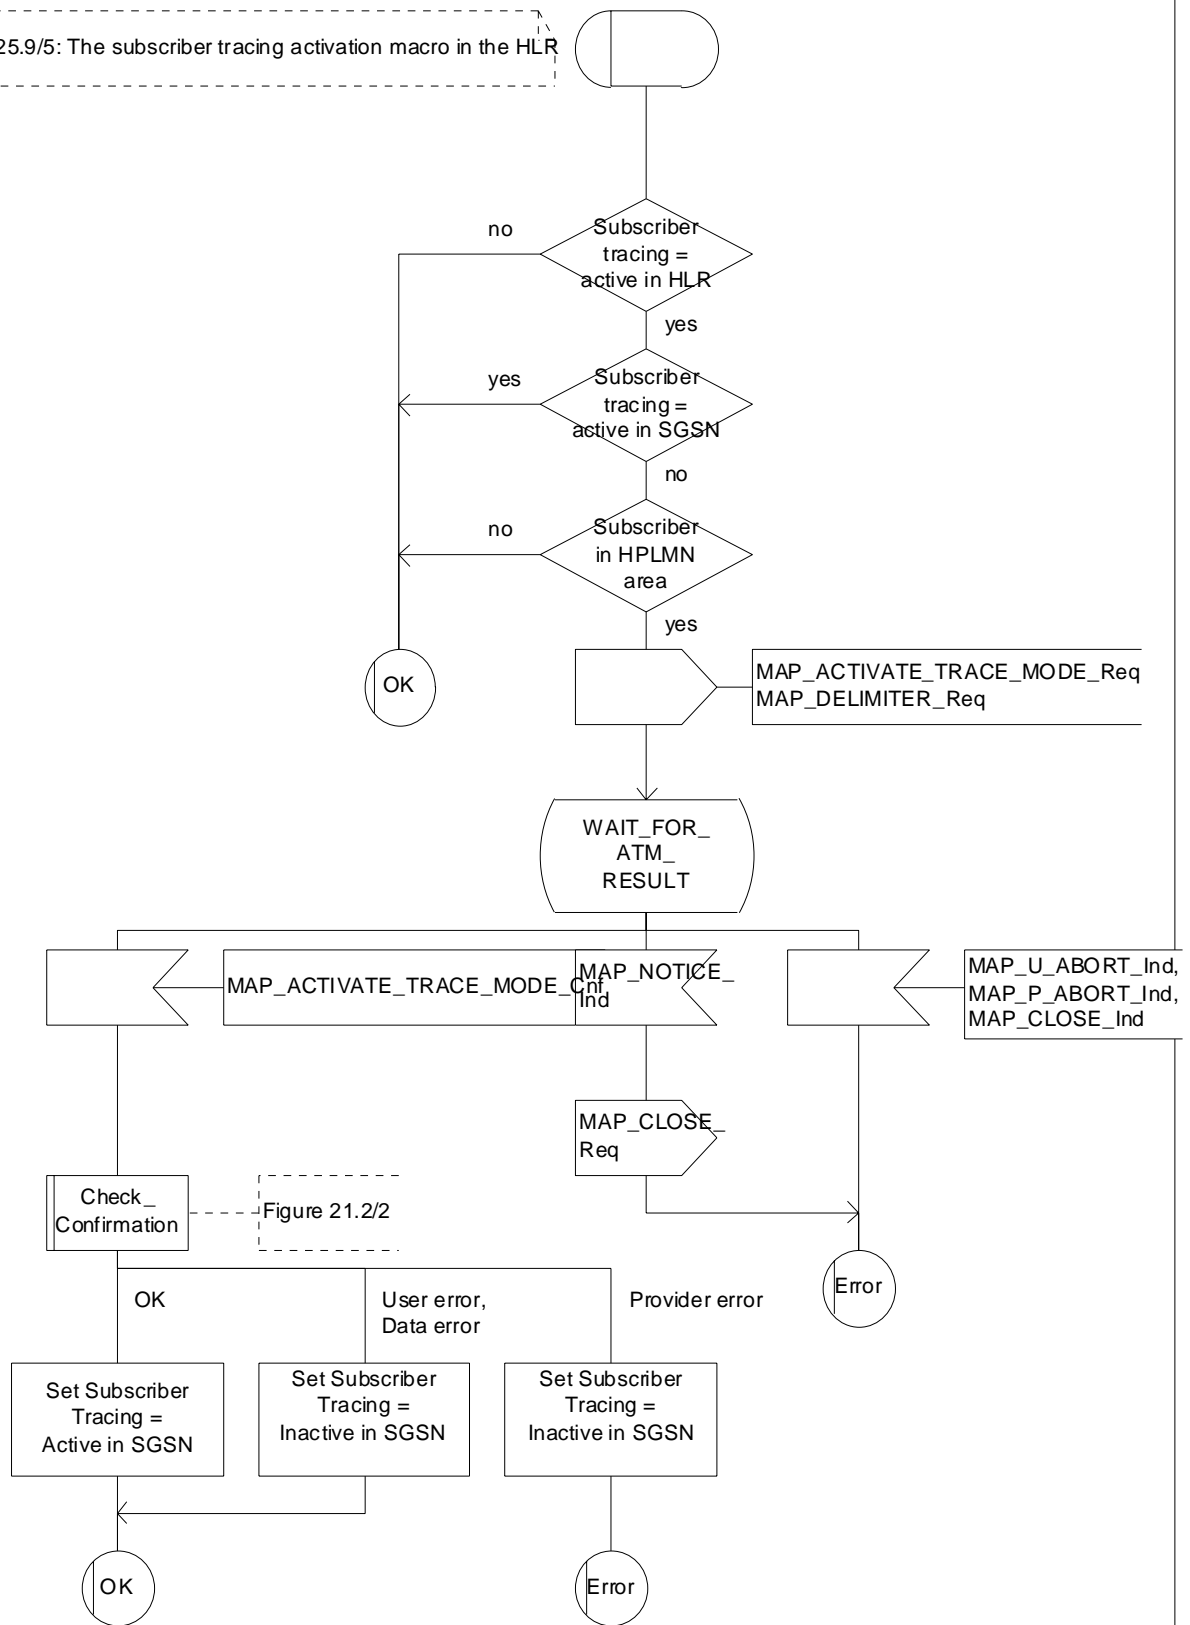 25.9/5: The subscriber tracing activation macro in the HLR
no
Subscriber
tracing =
active in HLR
yes
yes
Subscriber
tracing =
active in SGSN
no
no
Subscriber
in HPLMN
area
yes
OK
MAP_ACTIVATE_TRACE_MODE_Req
MAP_DELIMITER_Req
WAIT_FOR_
ATM_
RESULT
MAP_ACTIVATE_TRACE_MODE_Cnf
MAP_NOTICE_
Ind
MAP_U_ABORT_Ind,
MAP_P_ABORT_Ind,
MAP_CLOSE_Ind
MAP_CLOSE_
Req
Check_
Confirmation
Figure 21.2/2
Error
OK
User error,
Data error
Provider error
Set Subscriber
Tracing =
Active in SGSN
Set Subscriber
Tracing =
Inactive in SGSN
Set Subscriber
Tracing =
Inactive in SGSN
OK
Error